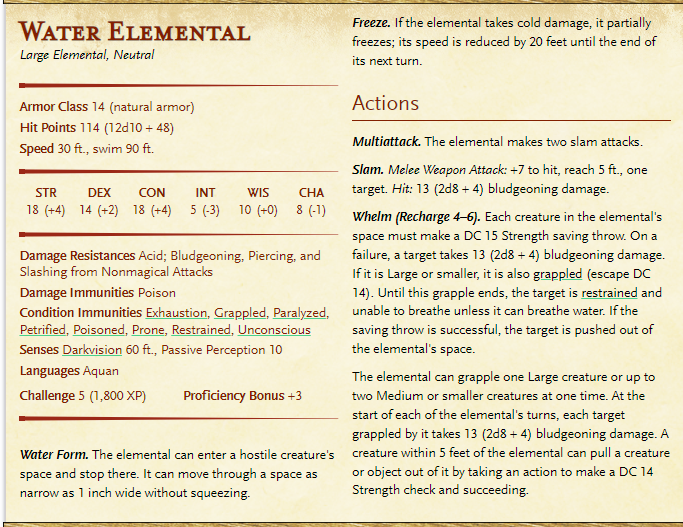 Water Elemental
Large Elemental, Neutral
Armor Class 14 (natural armor)
Hit Points 114 (12d10 + 48)
Speed 30 ft., swim 90 ft.
STR DEX CON INT WIS CHA
18 (+4) 14 (+2) 18 (+4) 5 (-3) 10 (+0) 8 (-1)
Damage Resistances Acid; Bludgeoning, Piercing, and
Slashing from Nonmagical Attacks
Damage Immunities Poison
Condition Immunities Exhaustion, Grappled, Paralyzed,
Petrified, Poisoned, Prone, Restrained, Unconscious
Senses Darkvision 60 ft., Passive Perception 10
Languages Aquan
Challenge 5 (1,800 XP) Proficiency Bonus +3
Water Form. The elemental can enter a hostile creature's
space and stop there. It can move through a space as
narrow as 1 inch wide without squeezing.
Freeze. If the elemental takes cold damage, it partially
freezes; its speed is reduced by 20 feet until the end of
its next turn.
Actions
Multiattack. The elemental makes two slam attacks.
Slam. Melee Weapon Attack: +7 to hit, reach 5 ft., one
target. Hit: 13 (2d8 + 4) bludgeoning damage.
Whelm (Recharge 4–6). Each creature in the elemental's
space must make a DC 15 Strength saving throw. On a
failure, a target takes 13 (2d8 + 4) bludgeoning damage.
If it is Large or smaller, it is also grappled (escape DC
14). Until this grapple ends, the target is restrained and
unable to breathe unless it can breathe water. If the
saving throw is successful, the target is pushed out of
the elemental's space.
The elemental can grapple one Large creature or up to
two Medium or smaller creatures at one time. At the
start of each of the elemental's turns, each target
grappled by it takes 13 (2d8 + 4) bludgeoning damage. A
creature within 5 feet of the elemental can pull a creature
or object out of it by taking an action to make a DC 14
Strength check and succeeding.